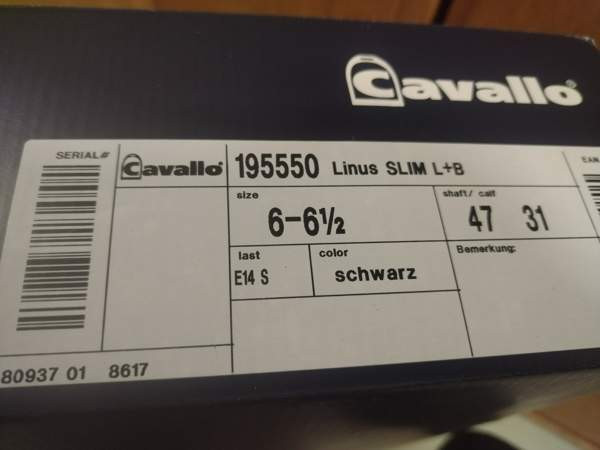 Cavallo®
SERIAL#
Cavallo®
195550 Linus SLIM L+B
EAN
size
6-6½
shaft/ calf
47 31
last
E14 S
color
schwarz
Bemerkung:
80937 01 8617